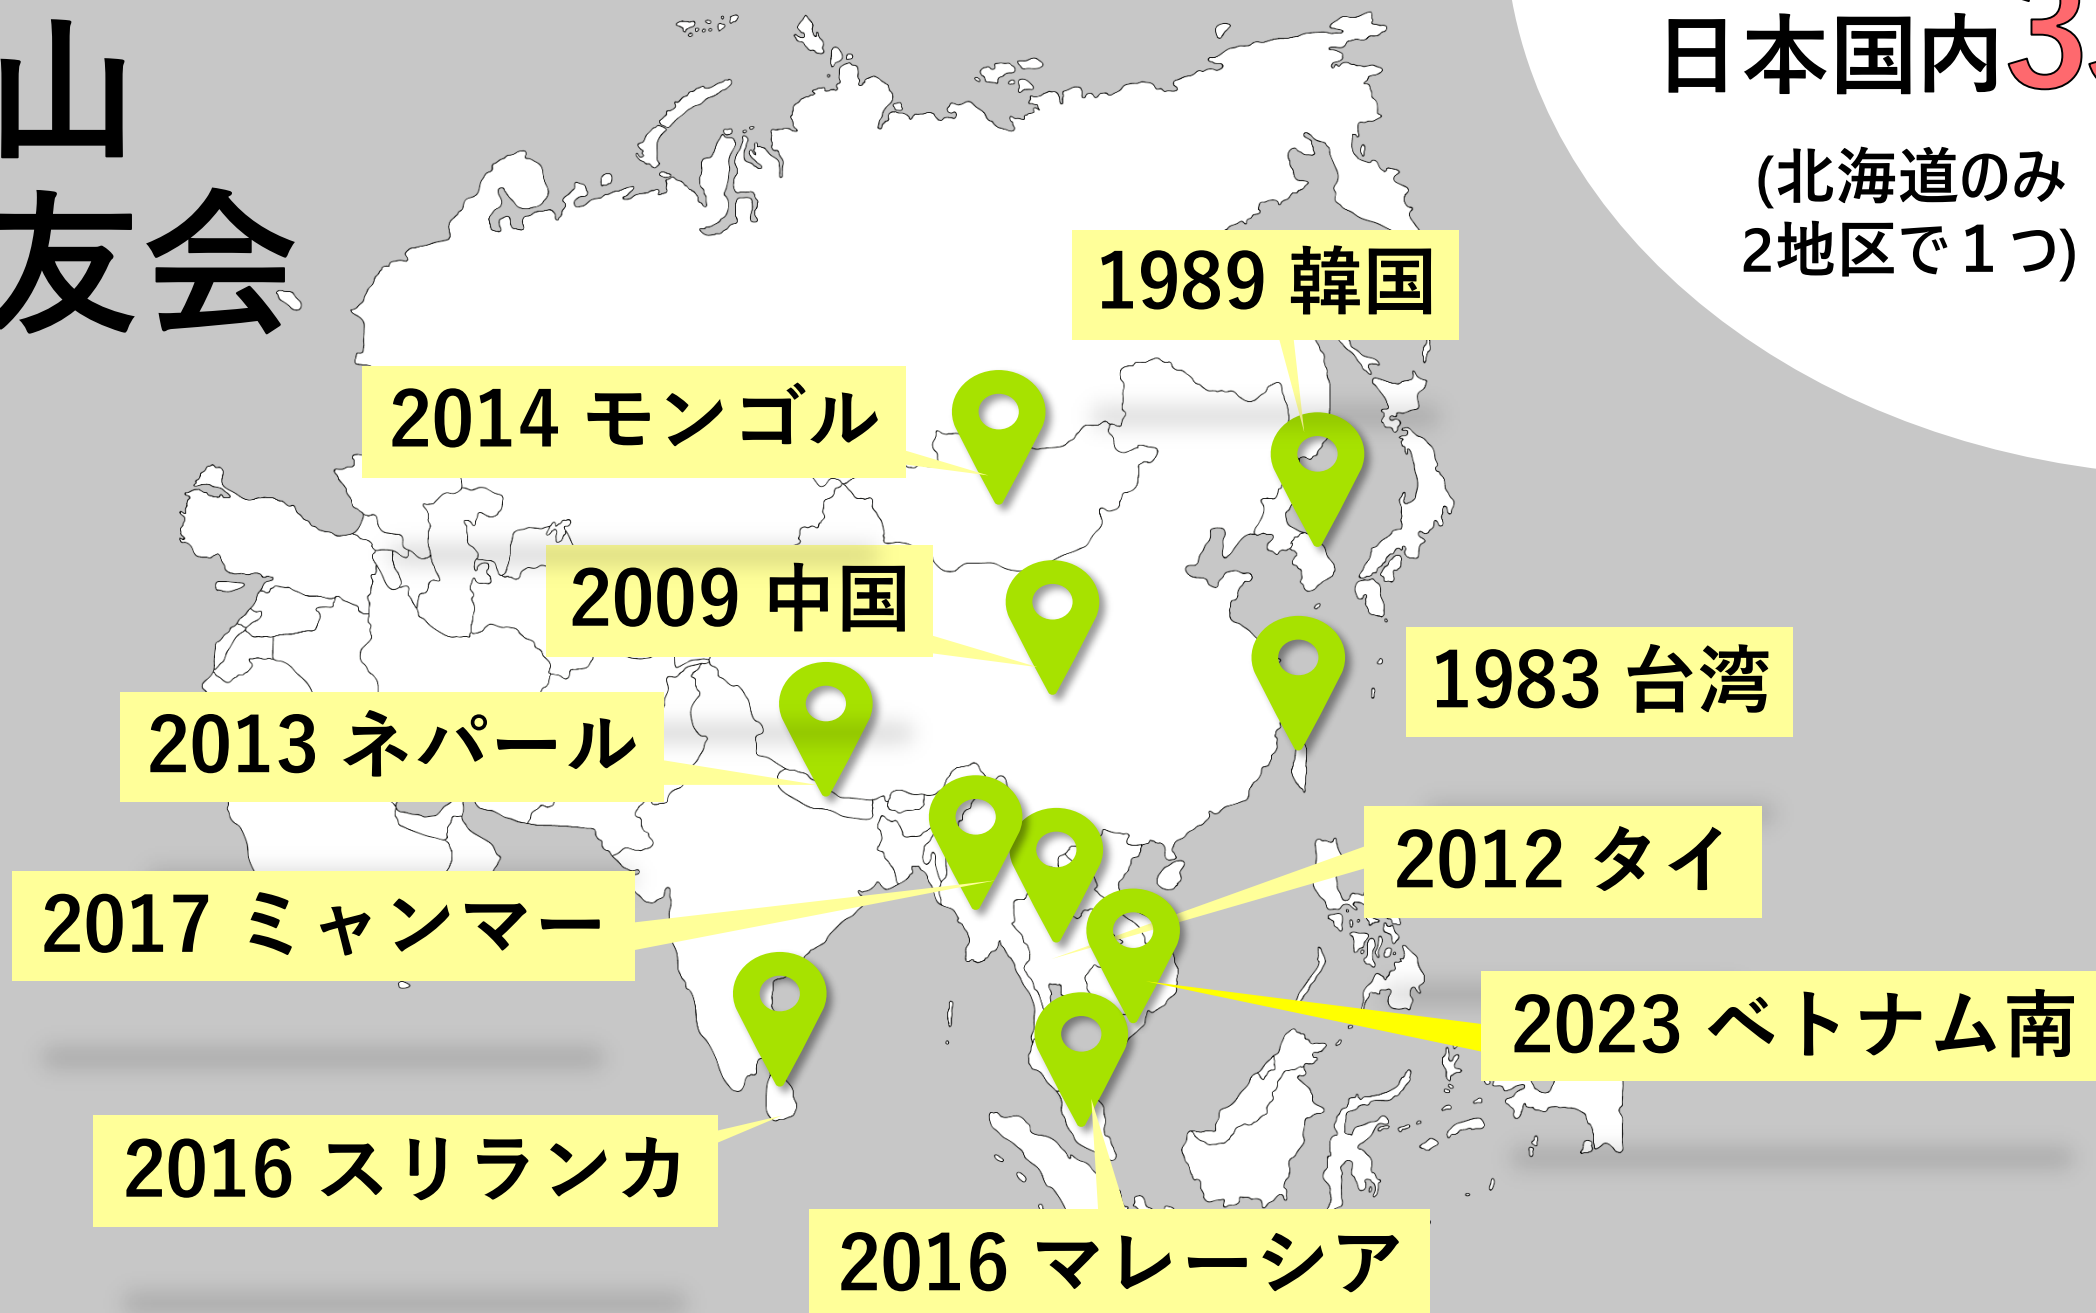 山
友会
日本国内3
(北海道のみ
2地区で1つ)
1989 韓国
2014 モンゴル
2009 中国
1983 台湾
2013 ネパール
2012 タイ
2017 ミャンマー
2023 ベトナム南
2016 スリランカ
2016 マレーシア